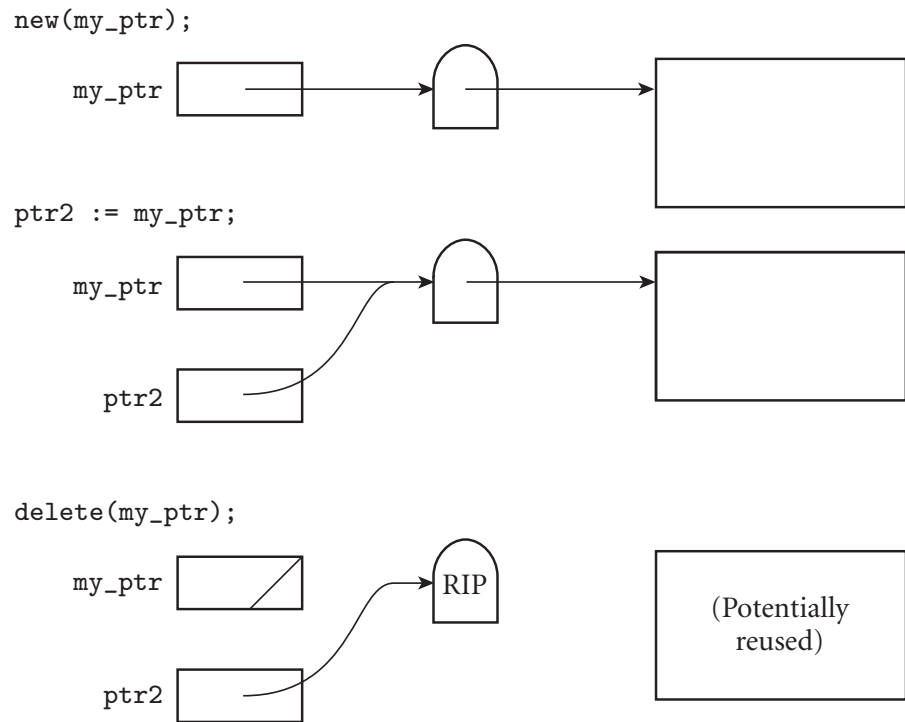 new(my_ptr);
my_ptr
ptr2 := my_ptr;
my_ptr
ptr2
delete(my_ptr);
my_ptr
RIP
(Potentially
reused)
ptr2